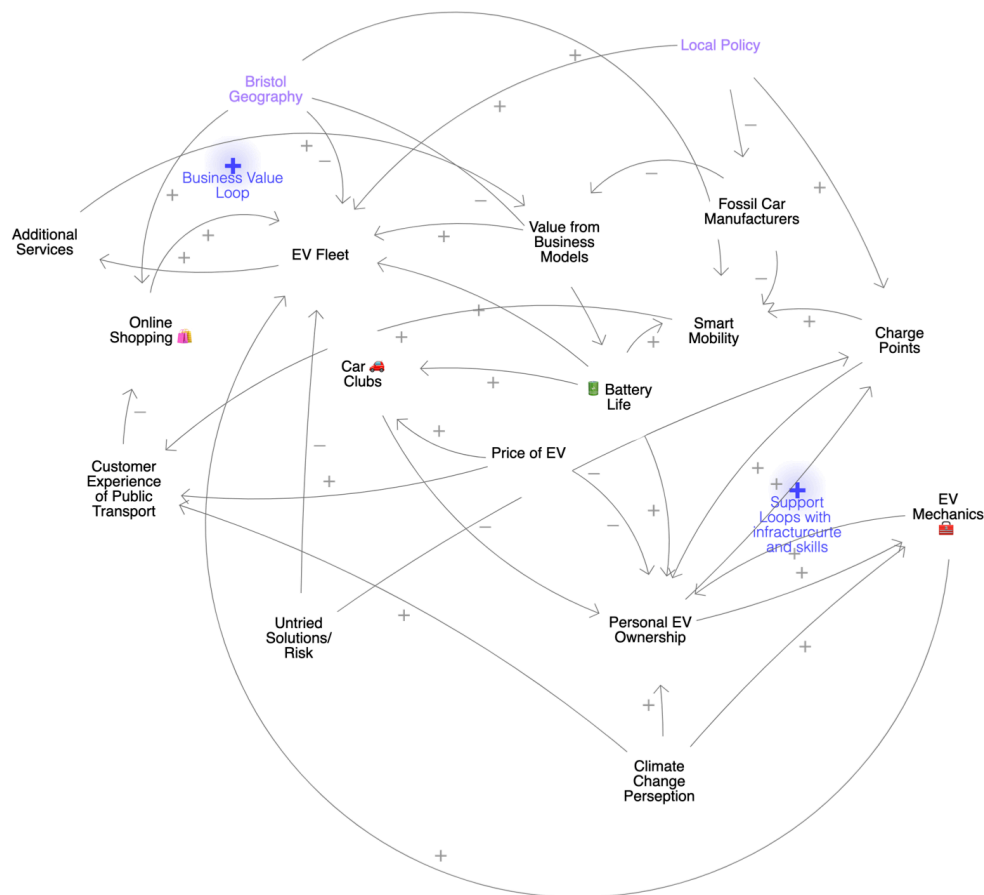 Local Policy
Bristol
Geography
Business Value
Loop
Fossil Car
Manufacturers
Additional
Services
Value from
Business
Models
EV Fleet
Online
Shopping 🛍️
Smart
Mobility
Charge
Points
Car 🚗
Clubs
🛢️ Battery
Life
Price of EV
Customer
Experience
of Public
Transport
Support
Loops with
infracturcurte
and skills
EV
Mechanics
🧰
Untried
Solutions/
Risk
Personal EV
Ownership
Climate
Change
Perseption